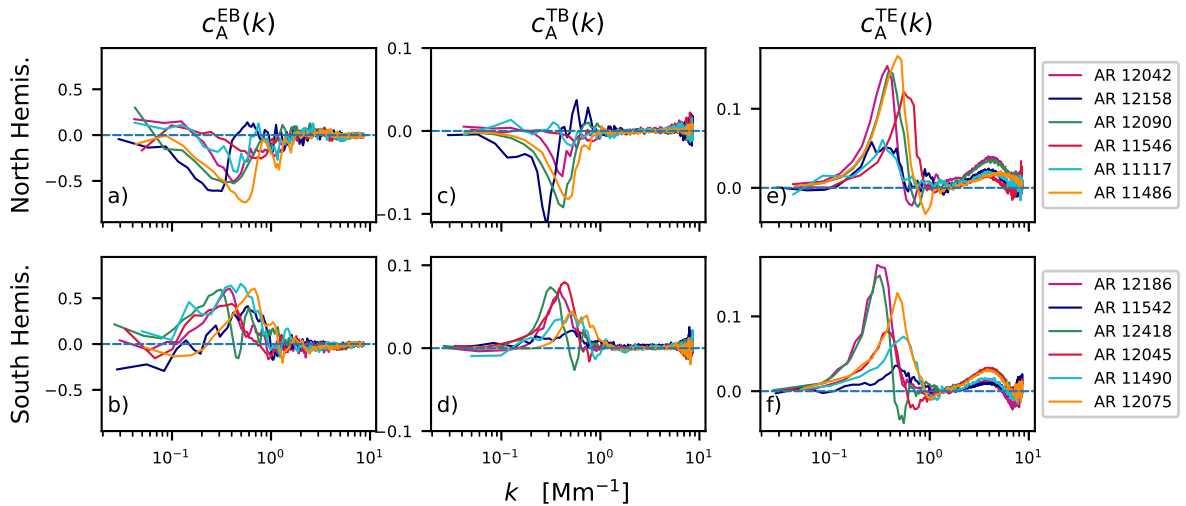 c_A^EB(k) c_A^TB(k) c_A^TE(k)
North Hemis.
0.5
0.0
−0.5
a)
0.1
0.0
−0.1
c)
0.1
0.0
e)
AR 12042
AR 12158
AR 12090
AR 11546
AR 11117
AR 11486
South Hemis.
0.5
0.0
−0.5
b)
0.1
0.0
−0.1
d)
0.1
0.0
f)
AR 12186
AR 11542
AR 12418
AR 12045
AR 11490
AR 12075
10^−1 10^0 10^1 10^−1 10^0 10^1 10^−1 10^0 10^1
k [Mm^−1]